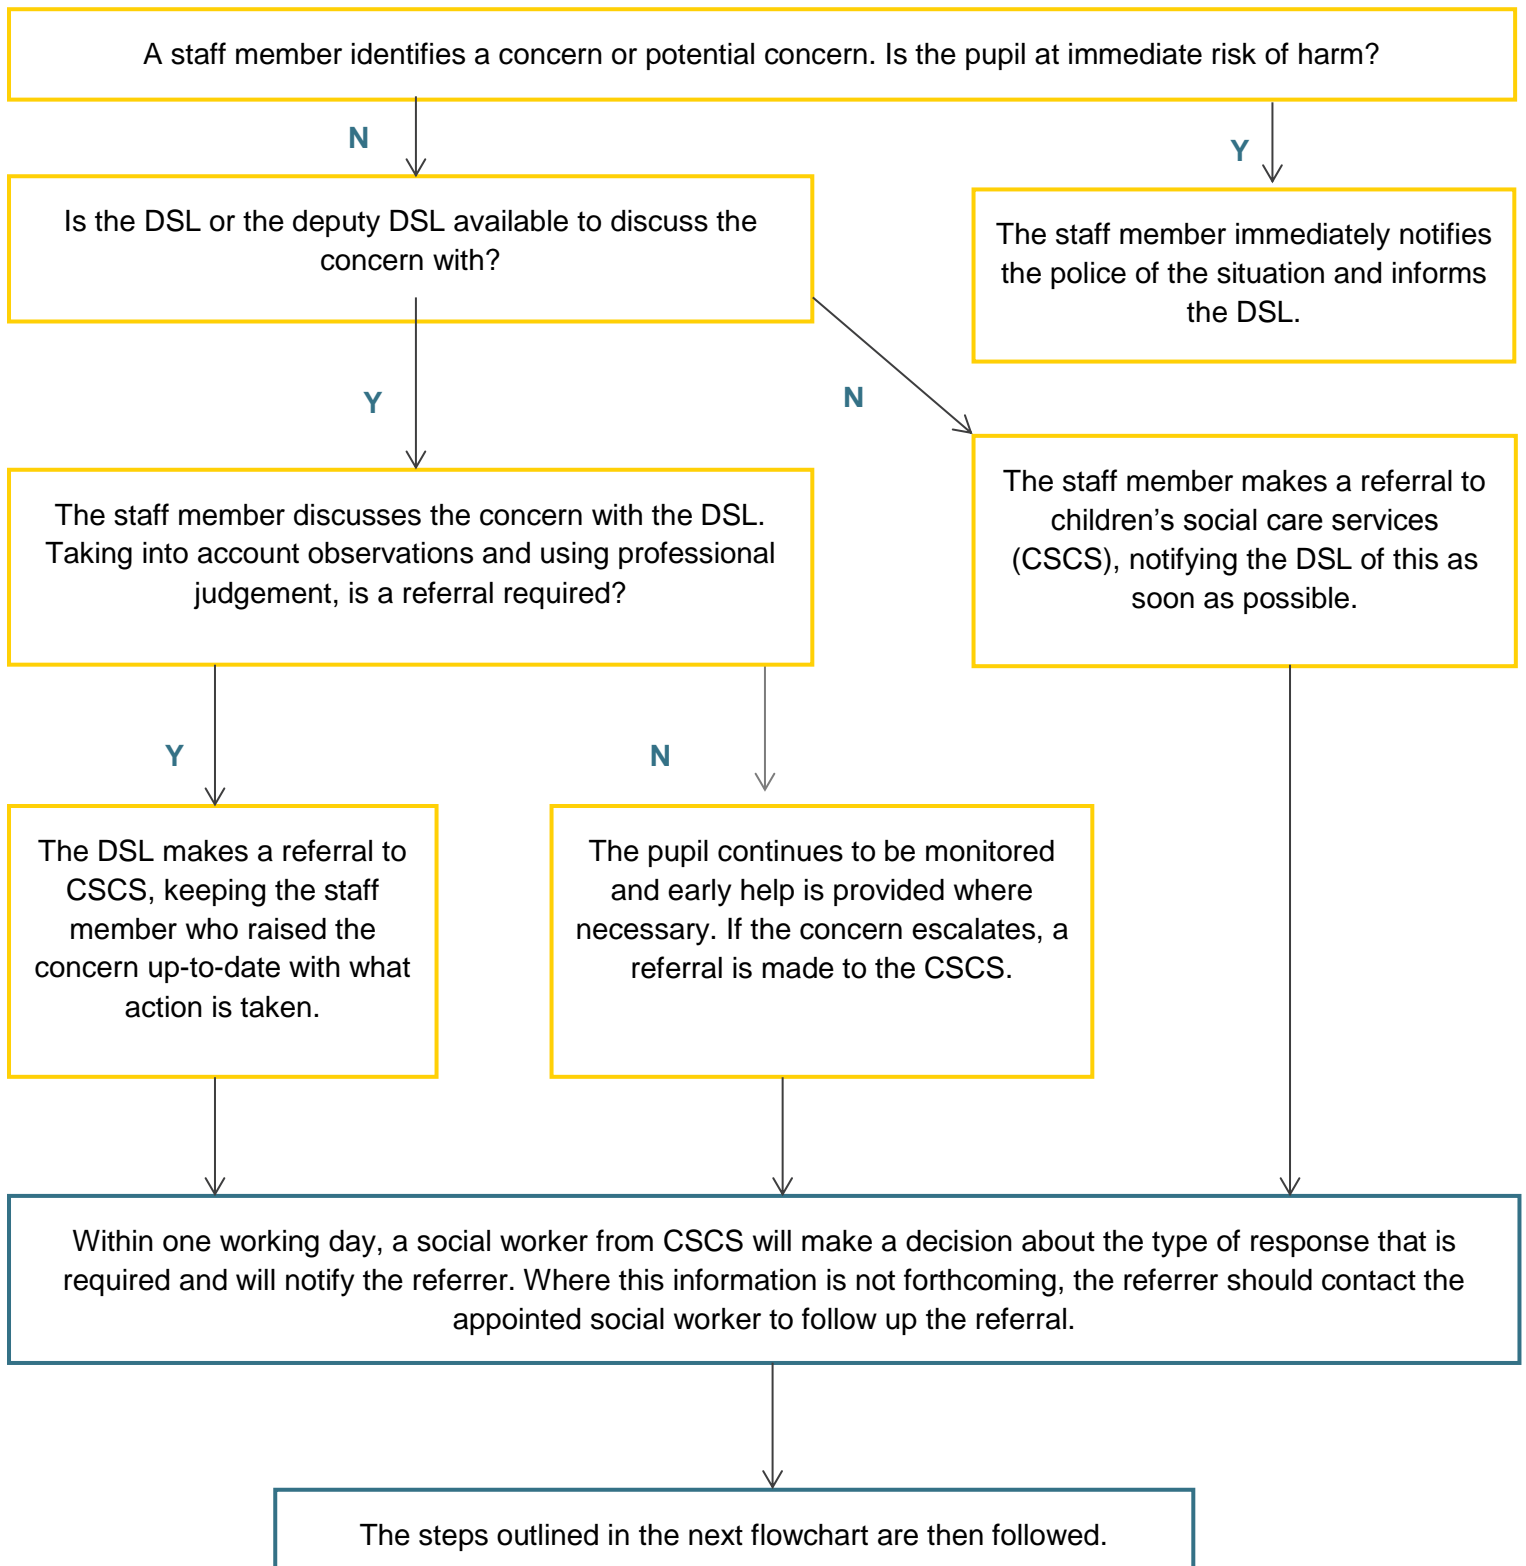 A staff member identifies a concern or potential concern. Is the pupil at immediate risk of harm?
N
Y
Is the DSL or the deputy DSL available to discuss the
concern with?
The staff member immediately notifies
the police of the situation and informs
the DSL.
Y
N
The staff member discusses the concern with the DSL.
Taking into account observations and using professional
judgement, is a referral required?
The staff member makes a referral to
children’s social care services
(CSCS), notifying the DSL of this as
soon as possible.
Y
N
The DSL makes a referral to
CSCS, keeping the staff
member who raised the
concern up-to-date with what
action is taken.
The pupil continues to be monitored
and early help is provided where
necessary. If the concern escalates, a
referral is made to the CSCS.
Within one working day, a social worker from CSCS will make a decision about the type of response that is
required and will notify the referrer. Where this information is not forthcoming, the referrer should contact the
appointed social worker to follow up the referral.
The steps outlined in the next flowchart are then followed.